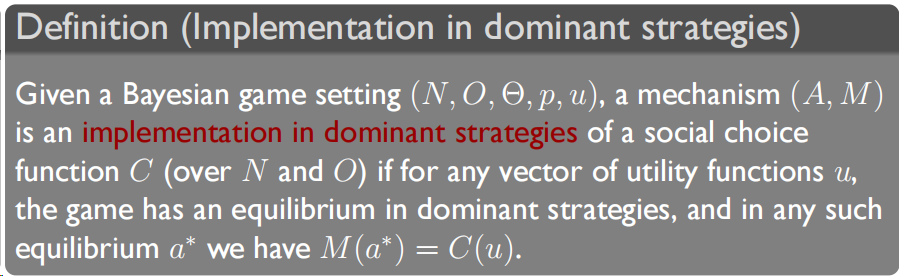 Definition (Implementation in dominant strategies)
Given a Bayesian game setting (N, O, Θ, p, u), a mechanism (A, M)
is an implementation in dominant strategies of a social choice
function C (over N and O) if for any vector of utility functions u,
the game has an equilibrium in dominant strategies, and in any such
equilibrium a* we have M(a*) = C(u).